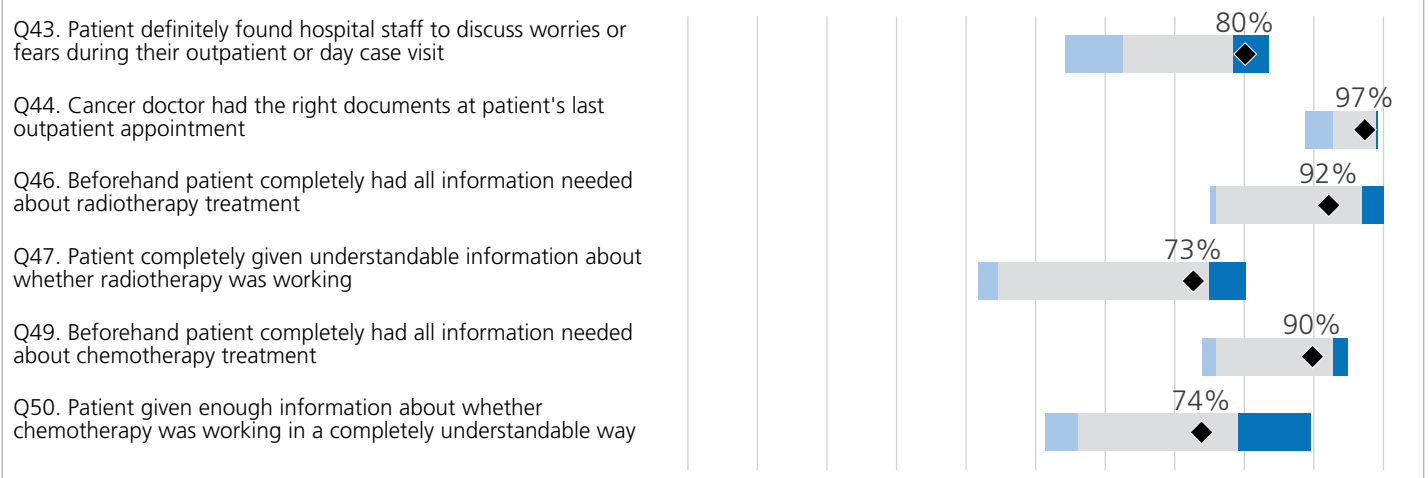 80%
Q43. Patient definitely found hospital staff to discuss worries or
fears during their outpatient or day case visit
97%
Q44. Cancer doctor had the right documents at patient's last
outpatient appointment
92%
Q46. Beforehand patient completely had all information needed
about radiotherapy treatment
73%
Q47. Patient completely given understandable information about
whether radiotherapy was working
90%
Q49. Beforehand patient completely had all information needed
about chemotherapy treatment
74%
Q50. Patient given enough information about whether
chemotherapy was working in a completely understandable way